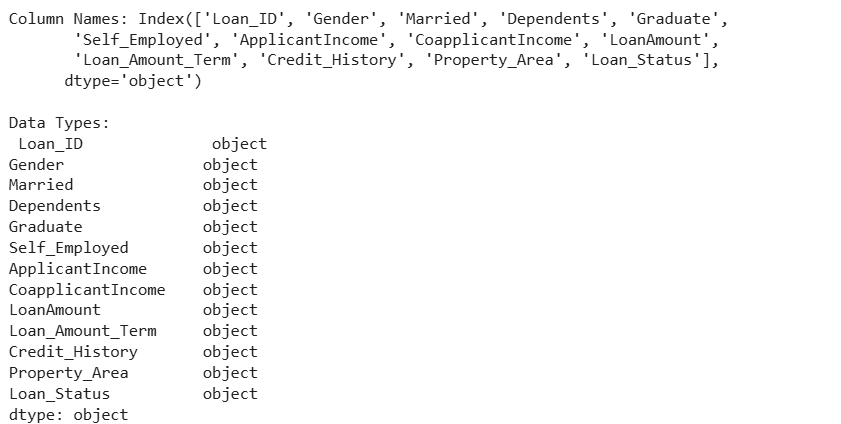 Column Names: Index(['Loan_ID', 'Gender', 'Married', 'Dependents', 'Graduate',
       'Self_Employed', 'ApplicantIncome', 'CoapplicantIncome', 'LoanAmount',
       'Loan_Amount_Term', 'Credit_History', 'Property_Area', 'Loan_Status'],
      dtype='object')

Data Types:
 Loan_ID              object
Gender               object
Married              object
Dependents           object
Graduate             object
Self_Employed        object
ApplicantIncome      object
CoapplicantIncome    object
LoanAmount           object
Loan_Amount_Term     object
Credit_History       object
Property_Area        object
Loan_Status          object
dtype: object